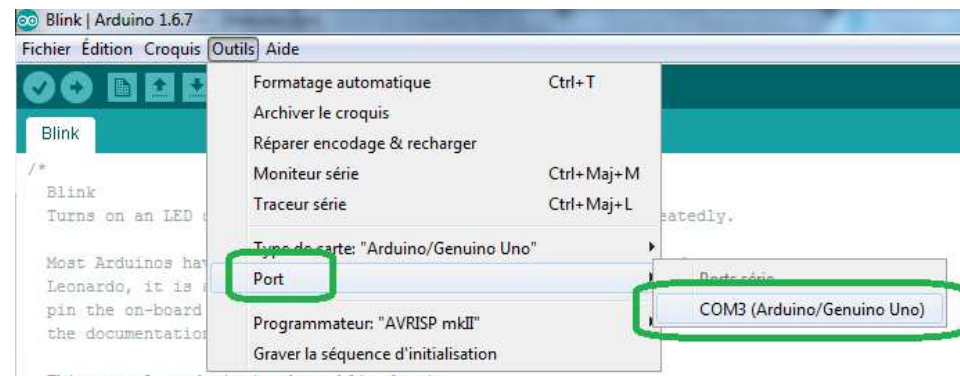 Blink | Arduino 1.6.7
Fichier Édition Croquis Outils Aide
Formatage automatique Ctrl+T
Archiver le croquis
Réparer encodage & recharger
Moniteur série Ctrl+Maj+M
Traceur série Ctrl+Maj+L
Type de carte: "Arduino/Genuino Uno"
Port
Programmateur: "AVRISP mkII"
Graver la séquence d'initialisation
Ports série
COM3 (Arduino/Genuino Uno)
Blink
/*
Blink
Turns on an LED eatedly.
Most Arduinos
Leonardo, it is
pin the on-board
the